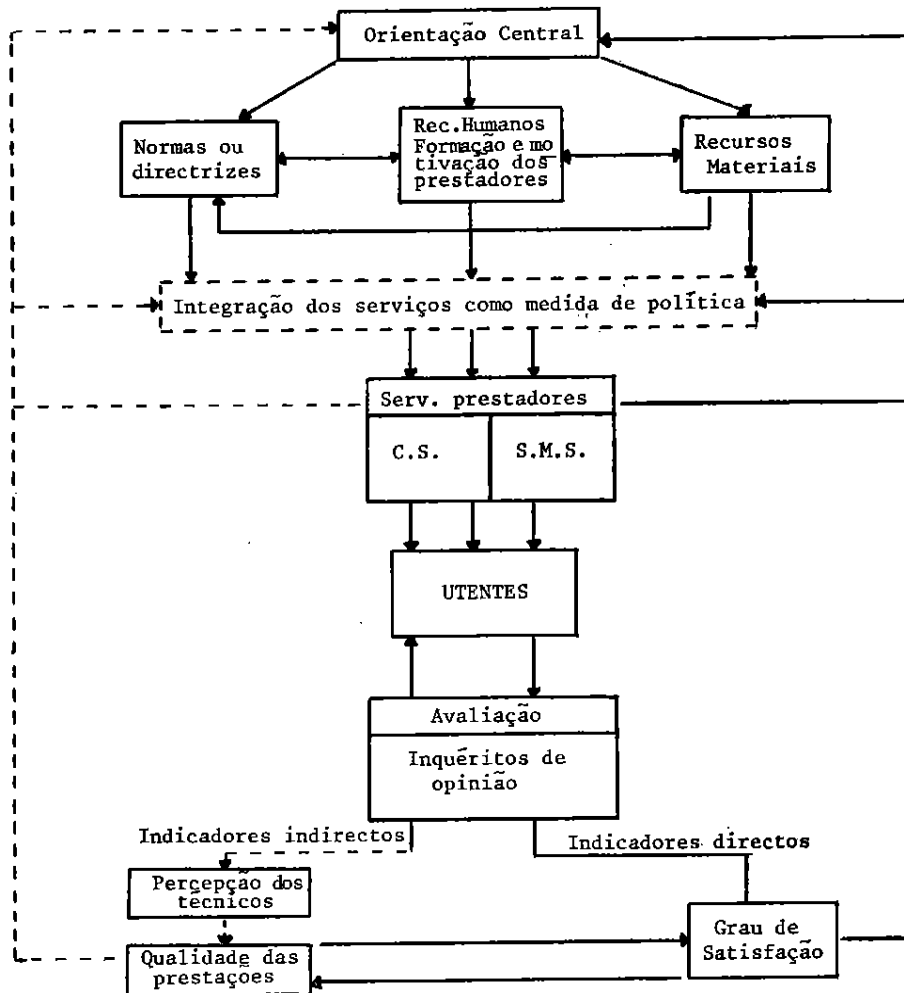 Orientação Central
Normas ou
directrizes
Rec.Humanos
Formação e mo
tivação dos
prestadores
Recursos
Materiais
Integração dos serviços como medida de política
Serv. prestadores
C.S.
S.M.S.
UTENTES
Avaliação
Inquéritos de
opinião
Indicadores indirectos
Indicadores directos
Percepção dos
técnicos
Qualidade das
prestações
Grau de
Satisfação